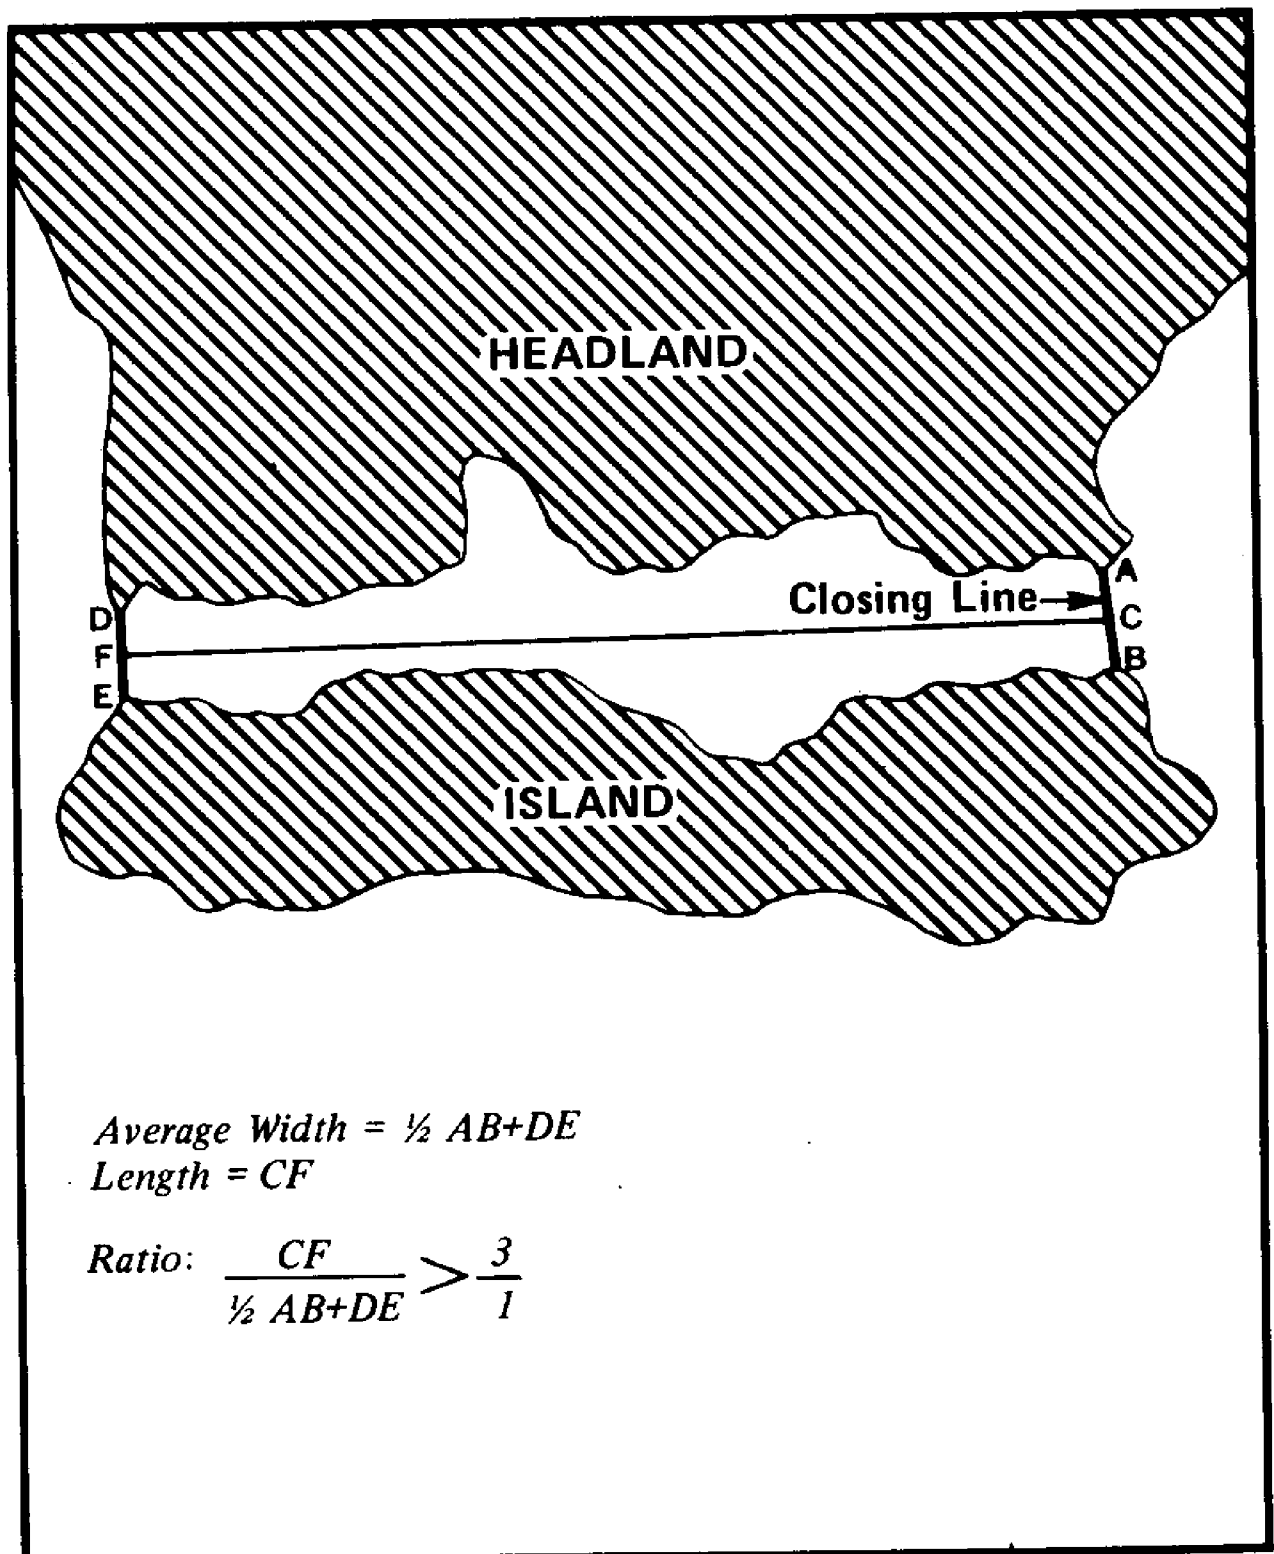 HEADLAND
A
Closing Line
D
C
F
B
E
ISLAND
Average Width = ½ AB+DE
Length = CF
Ratio: CF / ½ AB+DE > 3 / 1